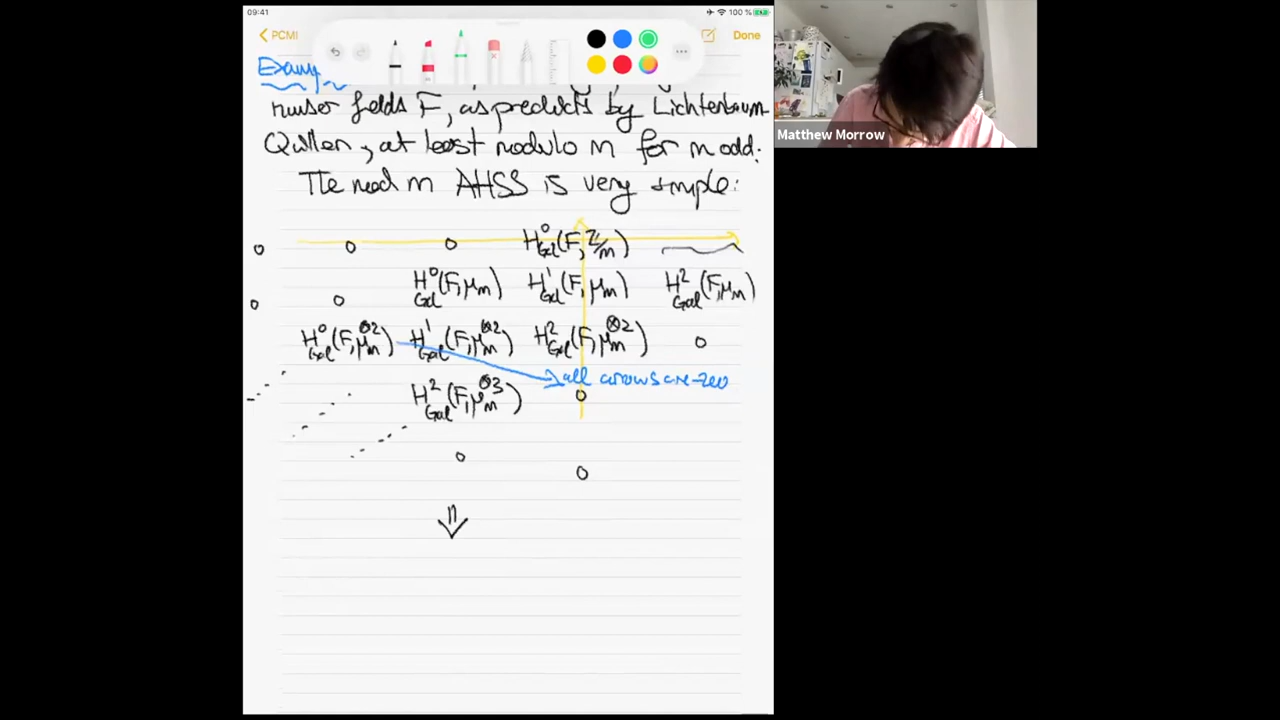 09:41 100 %
PCMI Done
Examp
number fields F, as predicts by Lichtenbaum-
Quillen, at least modulo m for m odd:
The mod m AHSS is very simple:
0 0 0 H⁰_Gal(F, ℤ/m)
0 0 H⁰_Gal(F, μ_m) H¹_Gal(F, μ_m) H²_Gal(F, μ_m)
H⁰_Gal(F, μ_m^⊗2) H¹_Gal(F, μ_m^⊗2) H²_Gal(F, μ_m^⊗2) 0
all arrows are zero
H²_Gal(F, μ_m^⊗3) 0
0 0
⇓
Matthew Morrow